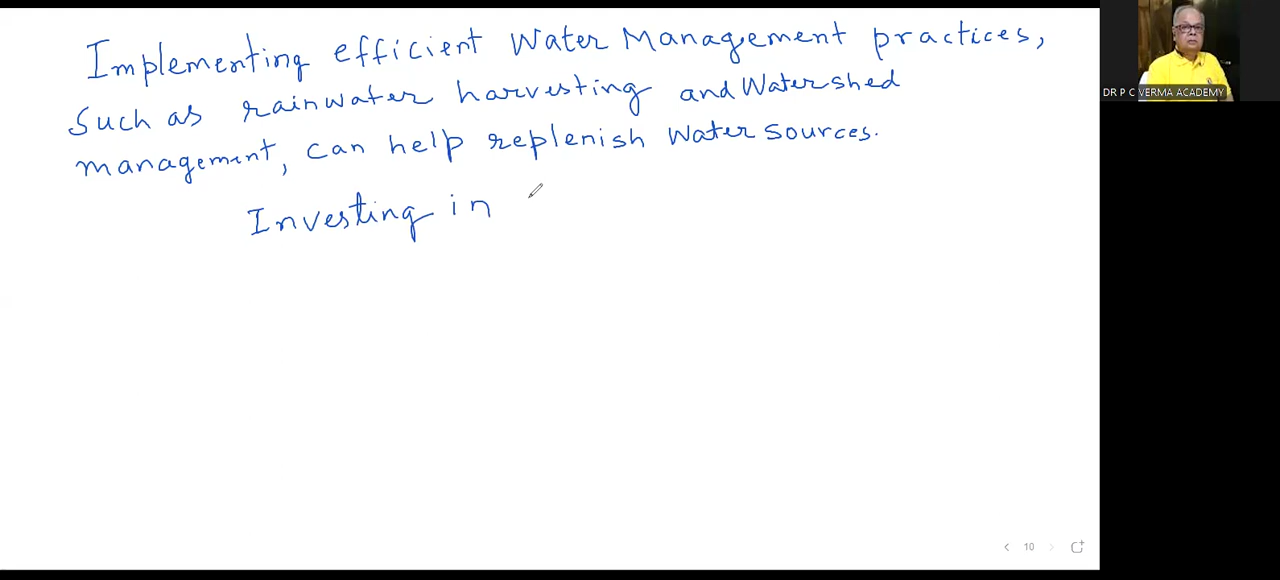 Implementing efficient Water Management practices,
Such as rainwater harvesting and Watershed
management, can help replenish Water sources.
Investing in
DR P C VERMA ACADEMY
10